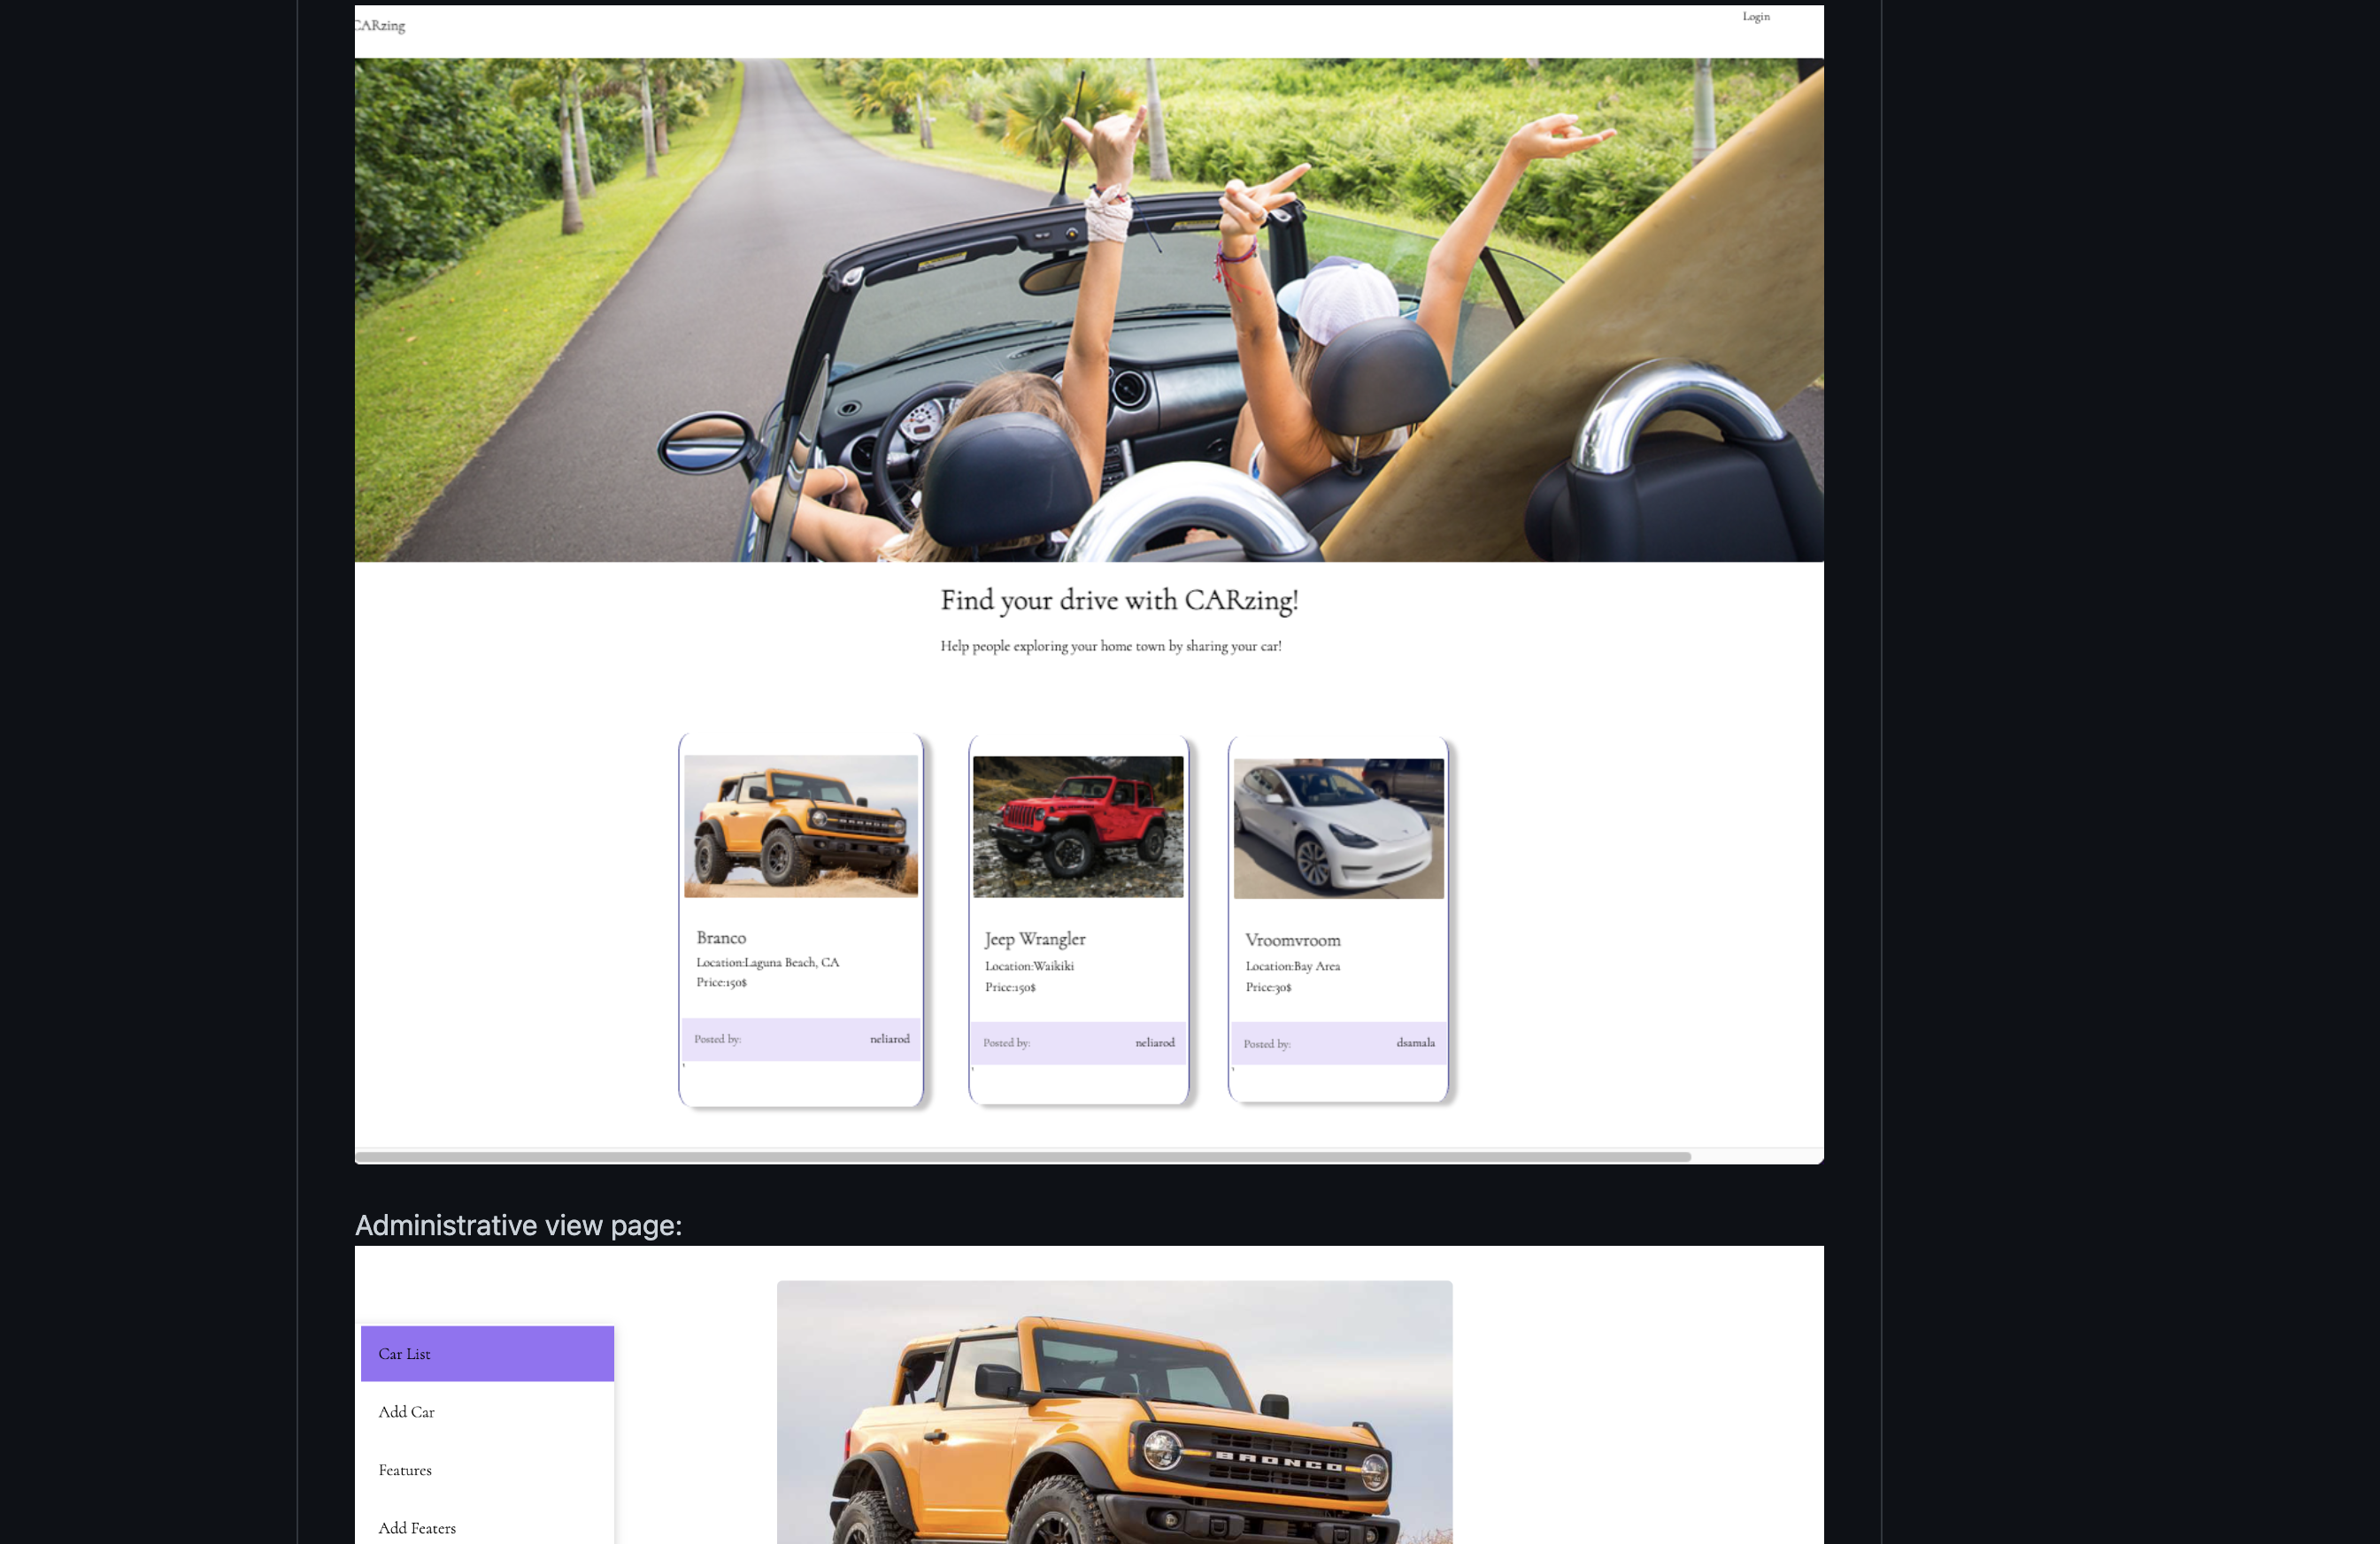 CARzing
Login
Find your drive with CARzing!
Help people exploring your home town by sharing your car!
Branco
Location:Laguna Beach, CA
Price:150$
Posted by: neliarod
Jeep Wrangler
Location:Waikiki
Price:150$
Posted by: neliarod
Vroomvroom
Location:Bay Area
Price:30$
Posted by: dsamala
Administrative view page:
Car List
Add Car
Features
Add Featers
BRONCO